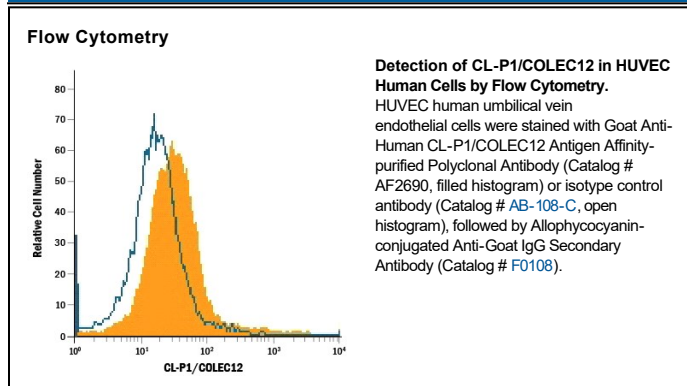 Flow Cytometry
Relative Cell Number
80
70
60
50
40
30
20
10
0
10⁰ 10¹ 10² 10³ 10⁴
CL-P1/COLEC12
Detection of CL-P1/COLEC12 in HUVEC
Human Cells by Flow Cytometry.
HUVEC human umbilical vein
endothelial cells were stained with Goat Anti-
Human CL-P1/COLEC12 Antigen Affinity-
purified Polyclonal Antibody (Catalog #
AF2690, filled histogram) or isotype control
antibody (Catalog # AB-108-C, open
histogram), followed by Allophycocyanin-
conjugated Anti-Goat IgG Secondary
Antibody (Catalog # F0108).